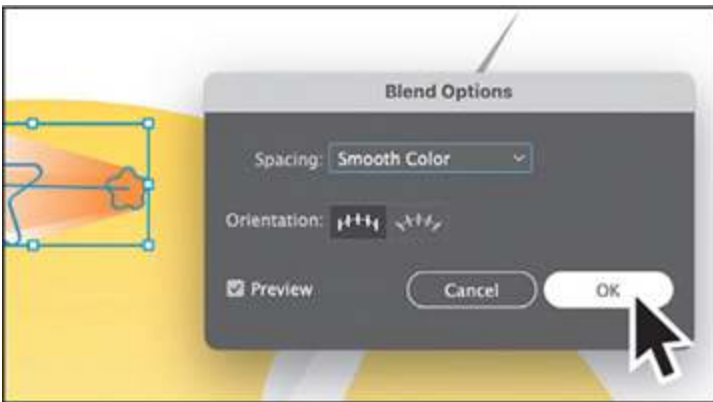 Blend Options
Spacing: Smooth Color
Orientation:
Preview
Cancel OK